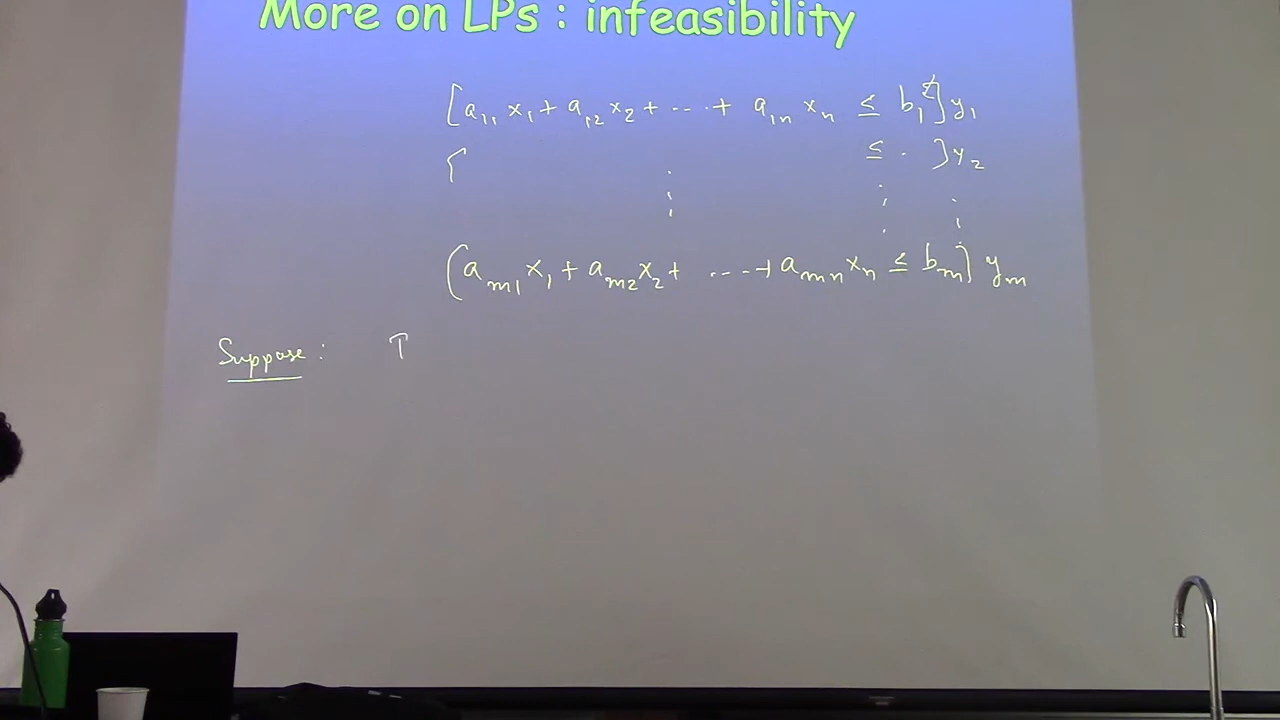 More on LPs : infeasibility
[a₁₁ x₁ + a₁₂ x₂ + ... + a₁ₙ xₙ ≤ b₁] y₁
[ ⋮ ≤ . ] y₂
(aₘ₁ x₁ + aₘ₂ x₂ + .... + aₘₙ xₙ ≤ bₘ) yₘ
Suppose :